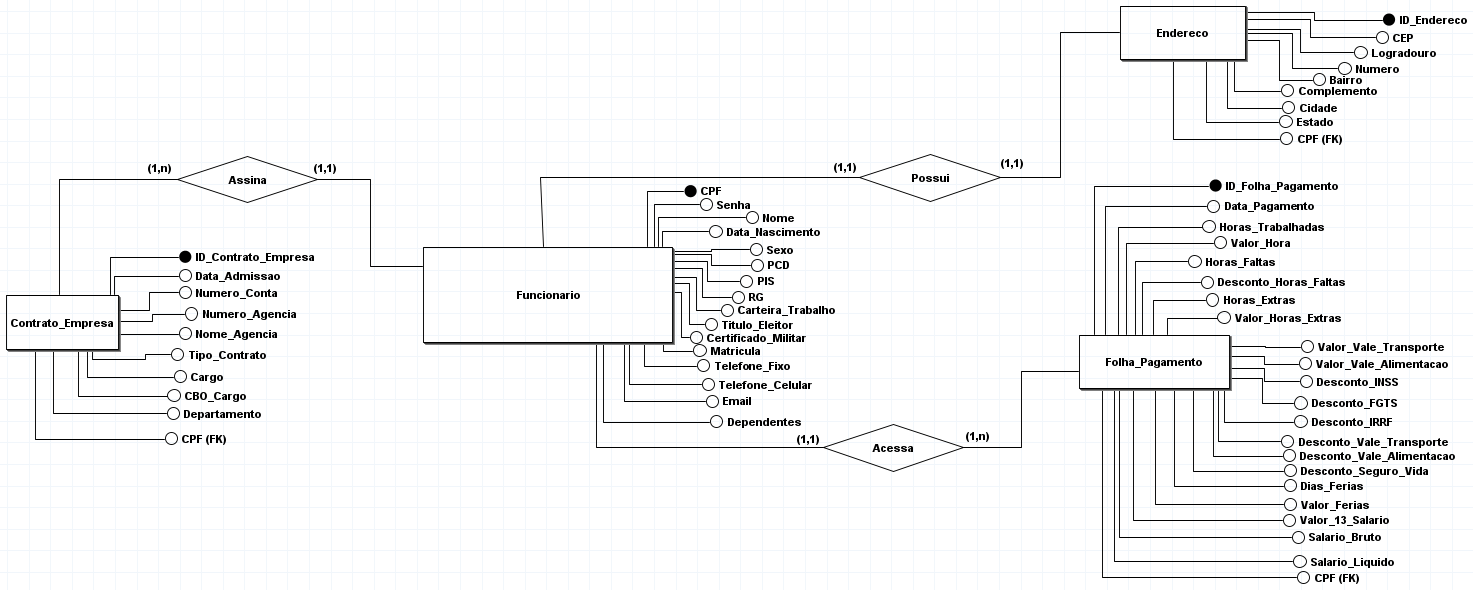 Endereco
ID_Endereco
CEP
Logradouro
Numero
Bairro
Complemento
Cidade
Estado
CPF (FK)
(1,n)
Assina
(1,1)
(1,1)
Possui
(1,1)
CPF
Senha
Nome
Data_Nascimento
Sexo
PCD
PIS
RG
Carteira_Trabalho
Titulo_Eleitor
Certificado_Militar
Matricula
Telefone_Fixo
Telefone_Celular
Email
Dependentes
Funcionario
ID_Contrato_Empresa
Data_Admissao
Numero_Conta
Numero_Agencia
Nome_Agencia
Tipo_Contrato
Cargo
CBO_Cargo
Departamento
CPF (FK)
Contrato_Empresa
(1,1)
Acessa
(1,n)
ID_Folha_Pagamento
Data_Pagamento
Horas_Trabalhadas
Valor_Hora
Horas_Faltas
Desconto_Horas_Faltas
Horas_Extras
Valor_Horas_Extras
Folha_Pagamento
Valor_Vale_Transporte
Valor_Vale_Alimentacao
Desconto_INSS
Desconto_FGTS
Desconto_IRRF
Desconto_Vale_Transporte
Desconto_Vale_Alimentacao
Desconto_Seguro_Vida
Dias_Ferias
Valor_Ferias
Valor_13_Salario
Salario_Bruto
Salario_Liquido
CPF (FK)